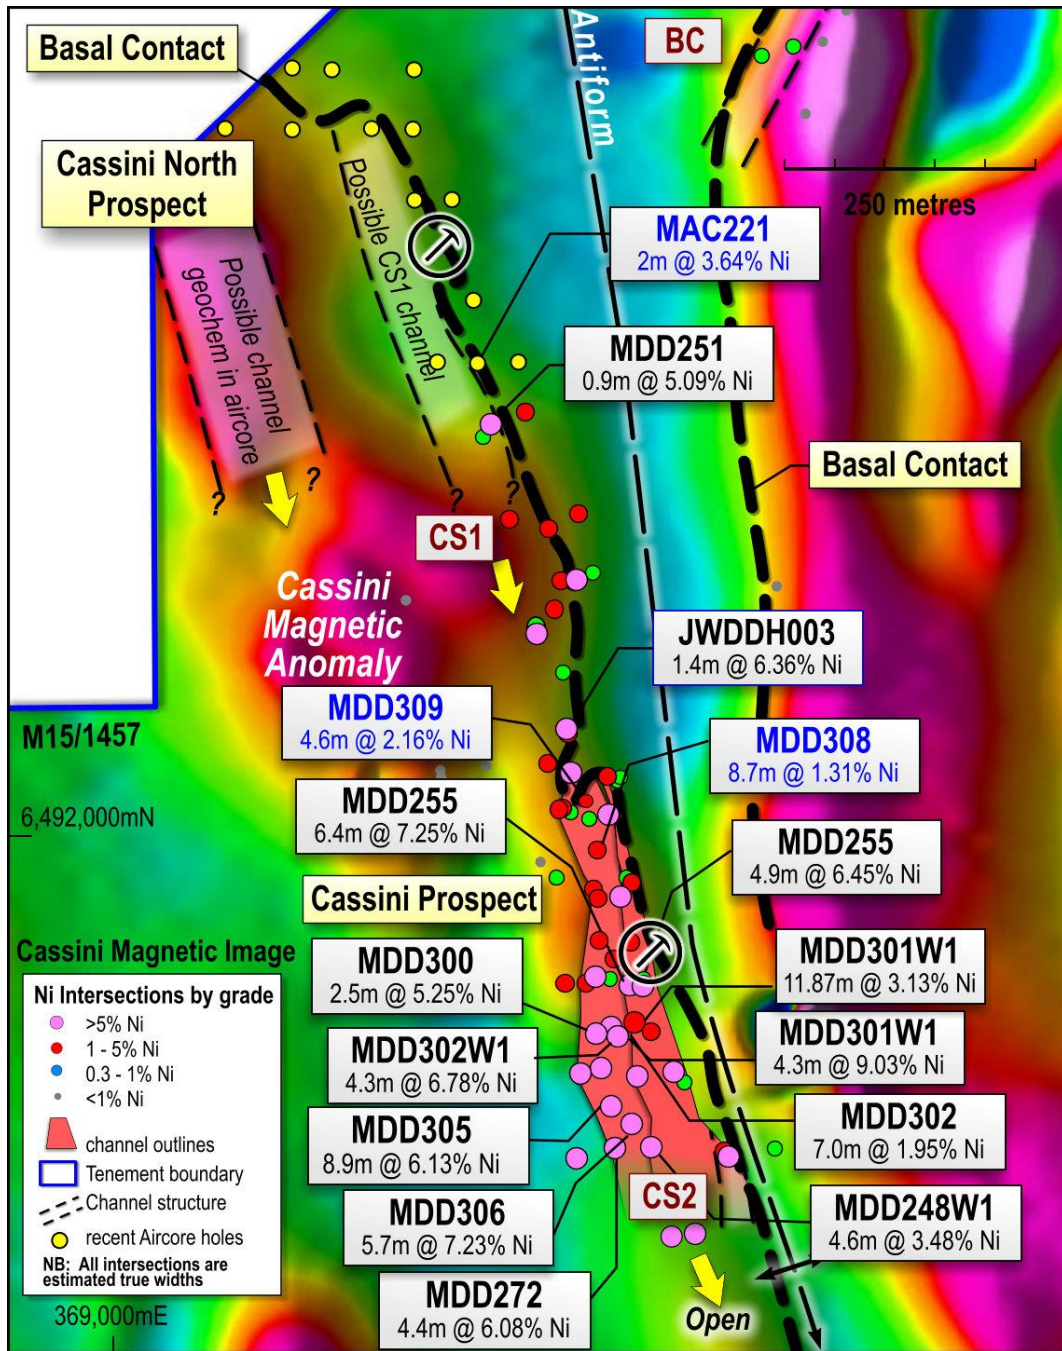 Basal Contact
BC
Antiform
Cassini North
Prospect
250 metres
MAC221
2m @ 3.64% Ni
Possible CS1 channel
Possible channel
geochem in aircore
MDD251
0.9m @ 5.09% Ni
Basal Contact
?
?
?
?
CS1
Cassini
Magnetic
Anomaly
JWDDH003
1.4m @ 6.36% Ni
MDD309
4.6m @ 2.16% Ni
M15/1457
MDD308
8.7m @ 1.31% Ni
MDD255
6.4m @ 7.25% Ni
6,492,000mN
MDD255
4.9m @ 6.45% Ni
Cassini Prospect
MDD300
2.5m @ 5.25% Ni
MDD301W1
11.87m @ 3.13% Ni
MDD302W1
4.3m @ 6.78% Ni
MDD301W1
4.3m @ 9.03% Ni
MDD305
8.9m @ 6.13% Ni
MDD302
7.0m @ 1.95% Ni
CS2
MDD306
5.7m @ 7.23% Ni
MDD248W1
4.6m @ 3.48% Ni
MDD272
4.4m @ 6.08% Ni
Open
Cassini Magnetic Image
Ni Intersections by grade
>5% Ni
1 - 5% Ni
0.3 - 1% Ni
<1% Ni
channel outlines
Tenement boundary
Channel structure
recent Aircore holes
NB: All intersections are
estimated true widths
369,000mE